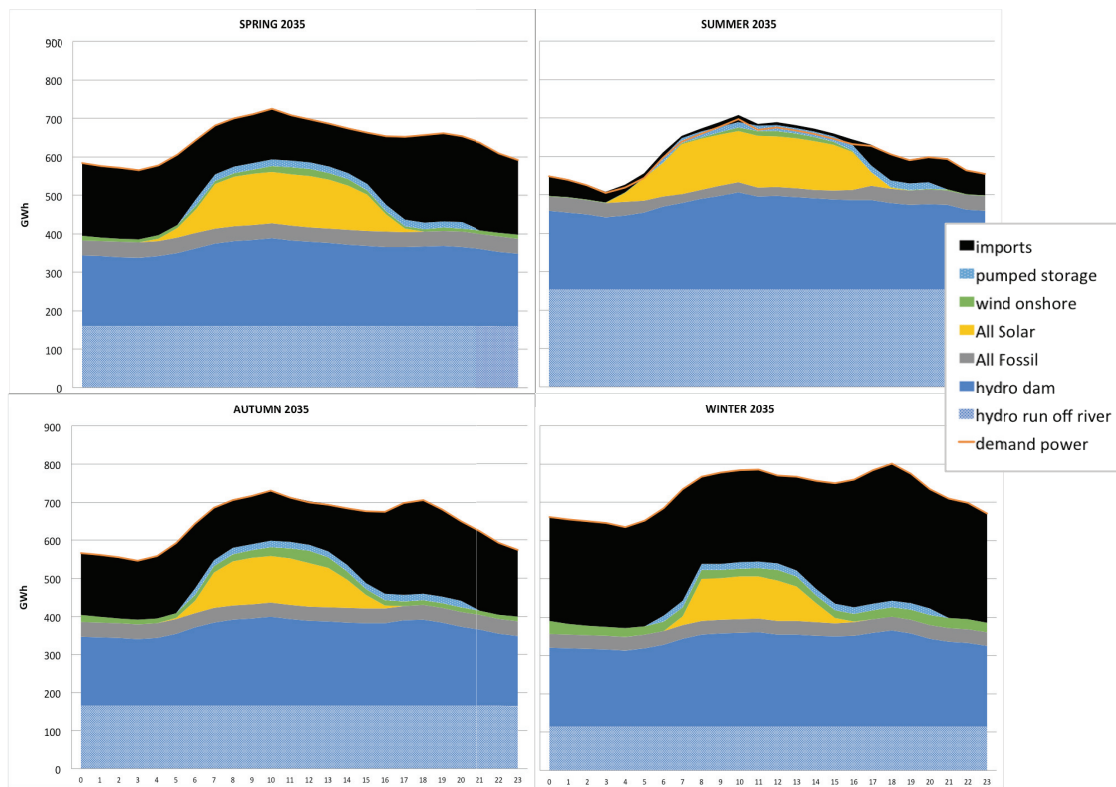 SPRING 2035
SUMMER 2035
900
800
700
600
500
400
300
200
100
0
GWh
imports
pumped storage
wind onshore
All Solar
All Fossil
hydro dam
hydro run off river
demand power
AUTUMN 2035
WINTER 2035
900
800
700
600
500
400
300
200
100
0
GWh
0 1 2 3 4 5 6 7 8 9 10 11 12 13 14 15 16 17 18 19 20 21 22 23
0 1 2 3 4 5 6 7 8 9 10 11 12 13 14 15 16 17 18 19 20 21 22 23